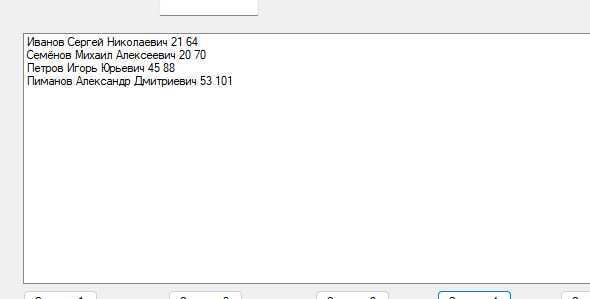 Иванов Сергей Николаевич 21 64
Семёнов Михаил Алексеевич 20 70
Петров Игорь Юрьевич 45 88
Пиманов Александр Дмитриевич 53 101